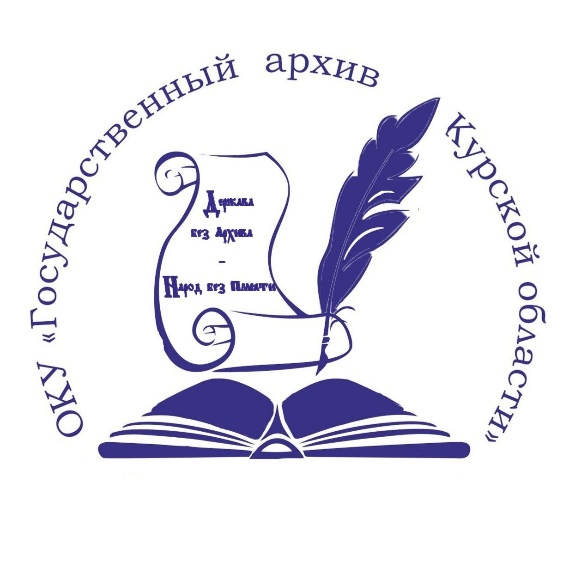 ОКУ «Государственный архив Курской области»
Держава
без Архива
–
Народ без Памяти